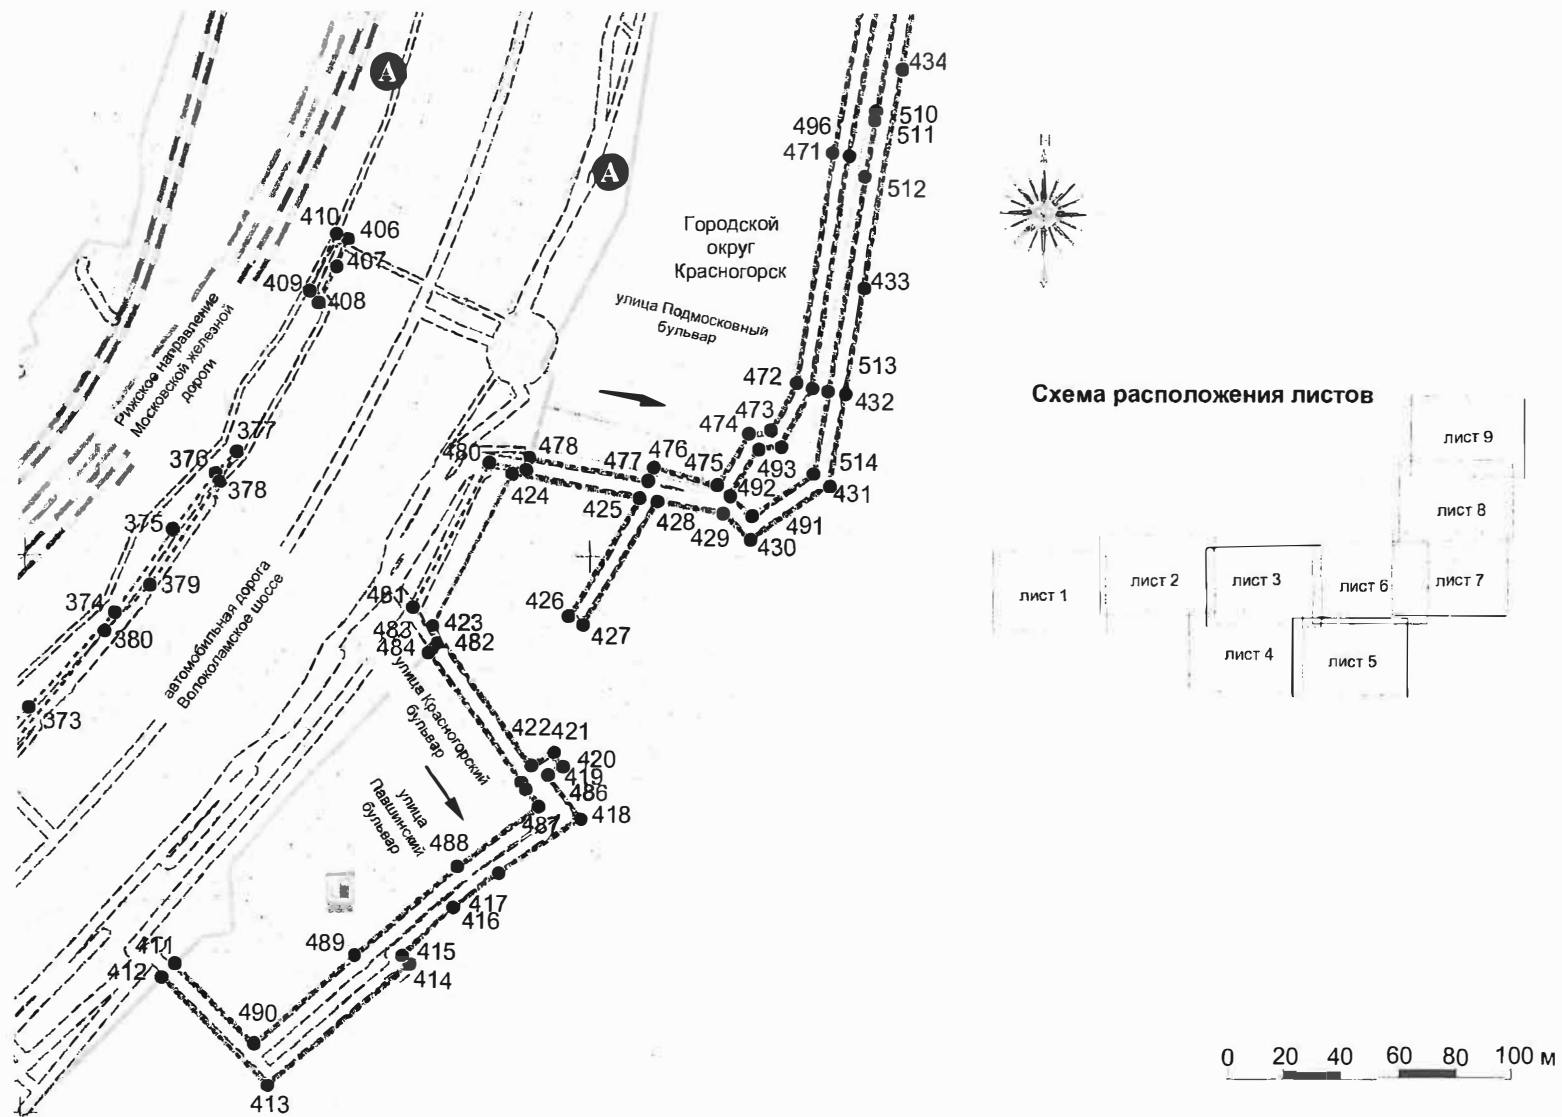 А
А
434
510
511
496
471
512
Н
410
406
407
409
408
Городской
округ
Красногорск
433
улица Подмосковный
бульвар
Рижское направление
Московской железной
дороги
513
472
432
Схема расположения листов
474
473
377
376
378
480
478
477
476
475
493
514
лист 9
424
425
428
492
431
491
429
430
лист 8
375
379
374
380
автомобильная дорога
Волоколамское шоссе
481
423
483
482
484
426
427
лист 1
лист 2
лист 3
лист 6
лист 7
лист 4
лист 5
373
улица Красногорский
бульвар
422
421
420
419
486
418
487
улица
Павшинский
бульвар
488
417
416
411
412
489
415
414
490
413
0 20 40 60 80 100 м